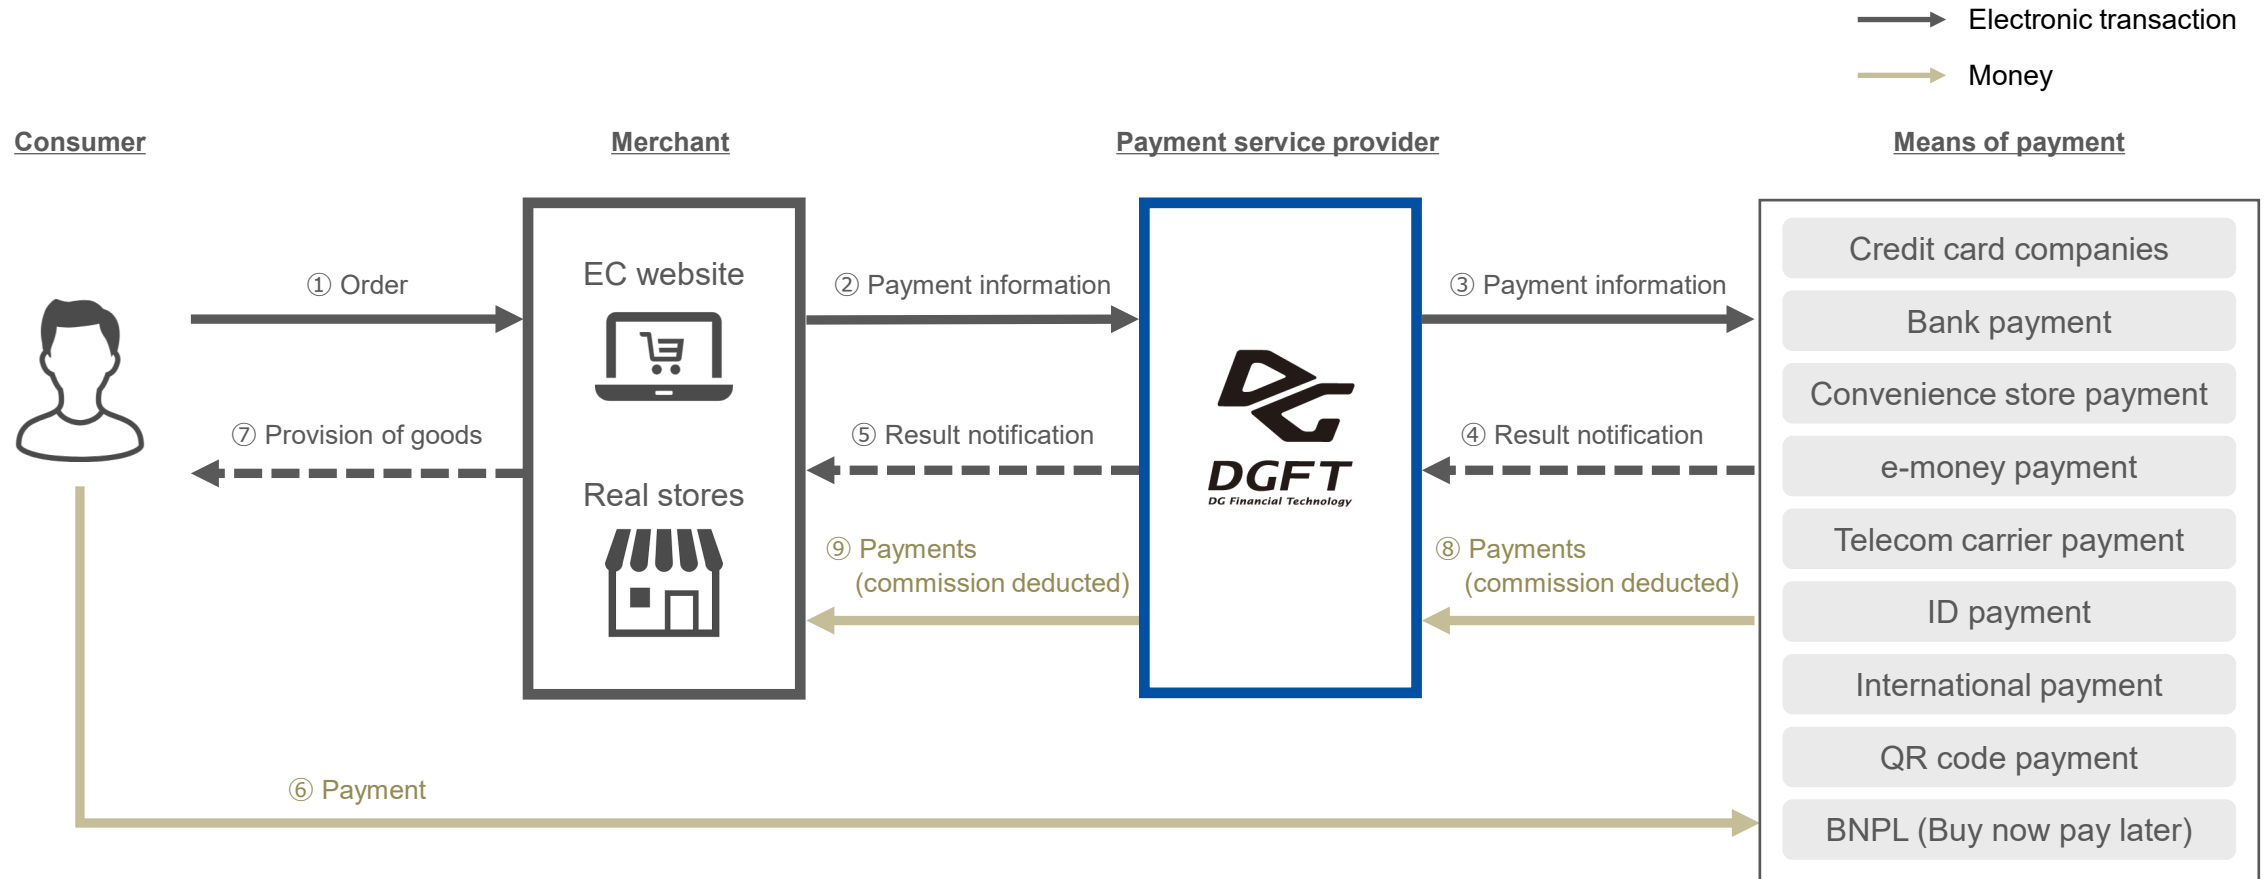 Electronic transaction
Money
Consumer
Merchant
Payment service provider
Means of payment
EC website
Real stores
① Order
② Payment information
③ Payment information
⑦ Provision of goods
⑤ Result notification
④ Result notification
⑨ Payments
(commission deducted)
⑧ Payments
(commission deducted)
⑥ Payment
DGFT
DG Financial Technology
Credit card companies
Bank payment
Convenience store payment
e-money payment
Telecom carrier payment
ID payment
International payment
QR code payment
BNPL (Buy now pay later)